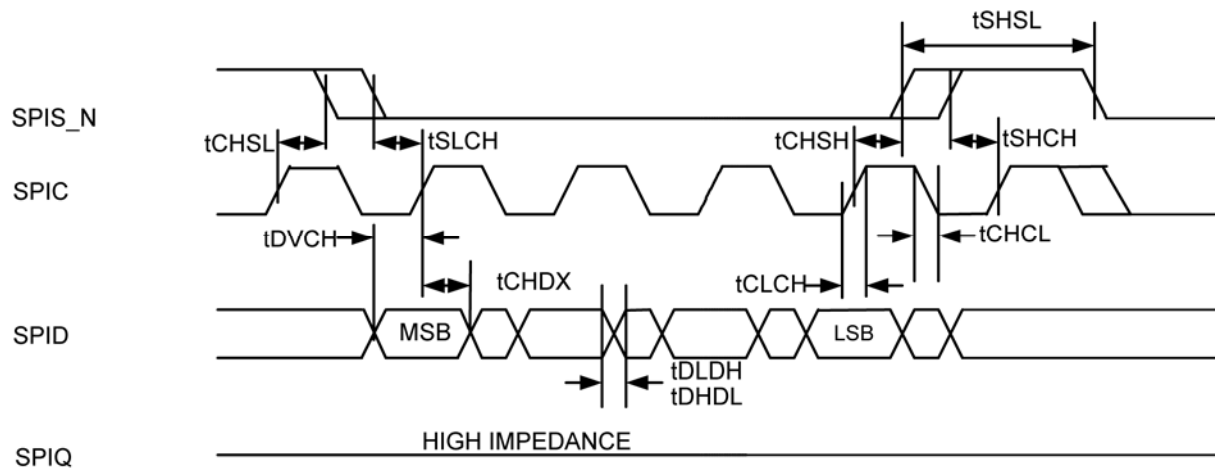 tSHSL
SPIS_N
tCHSL
tSLCH
tCHSH
tSHCH
SPIC
tDVCH
tCHCL
tCHDX
tCLCH
SPID
MSB
LSB
tDLDH
tDHDL
HIGH IMPEDANCE
SPIQ